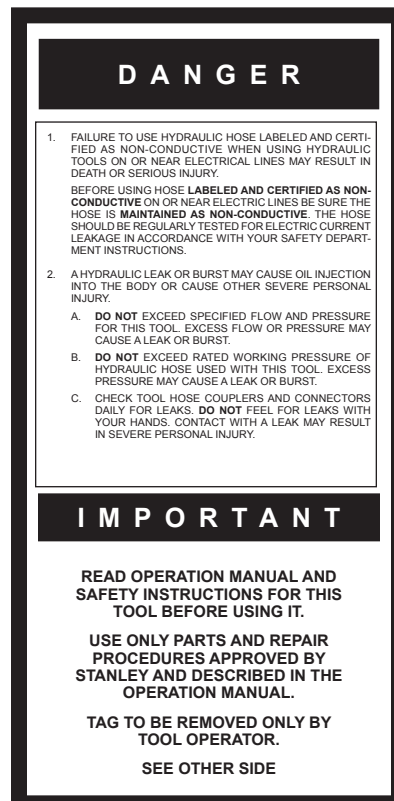 DANGER
1. FAILURE TO USE HYDRAULIC HOSE LABELED AND CERTI-
FIED AS NON-CONDUCTIVE WHEN USING HYDRAULIC
TOOLS ON OR NEAR ELECTRICAL LINES MAY RESULT IN
DEATH OR SERIOUS INJURY.
BEFORE USING HOSE LABELED AND CERTIFIED AS NON-
CONDUCTIVE ON OR NEAR ELECTRIC LINES BE SURE THE
HOSE IS MAINTAINED AS NON-CONDUCTIVE. THE HOSE
SHOULD BE REGULARLY TESTED FOR ELECTRIC CURRENT
LEAKAGE IN ACCORDANCE WITH YOUR SAFETY DEPART-
MENT INSTRUCTIONS.
2. A HYDRAULIC LEAK OR BURST MAY CAUSE OIL INJECTION
INTO THE BODY OR CAUSE OTHER SEVERE PERSONAL
INJURY.
A. DO NOT EXCEED SPECIFIED FLOW AND PRESSURE
FOR THIS TOOL. EXCESS FLOW OR PRESSURE MAY
CAUSE A LEAK OR BURST.
B. DO NOT EXCEED RATED WORKING PRESSURE OF
HYDRAULIC HOSE USED WITH THIS TOOL. EXCESS
PRESSURE MAY CAUSE A LEAK OR BURST.
C. CHECK TOOL HOSE COUPLERS AND CONNECTORS
DAILY FOR LEAKS. DO NOT FEEL FOR LEAKS WITH
YOUR HANDS. CONTACT WITH A LEAK MAY RESULT
IN SEVERE PERSONAL INJURY.
IMPORTANT
READ OPERATION MANUAL AND
SAFETY INSTRUCTIONS FOR THIS
TOOL BEFORE USING IT.
USE ONLY PARTS AND REPAIR
PROCEDURES APPROVED BY
STANLEY AND DESCRIBED IN THE
OPERATION MANUAL.
TAG TO BE REMOVED ONLY BY
TOOL OPERATOR.
SEE OTHER SIDE